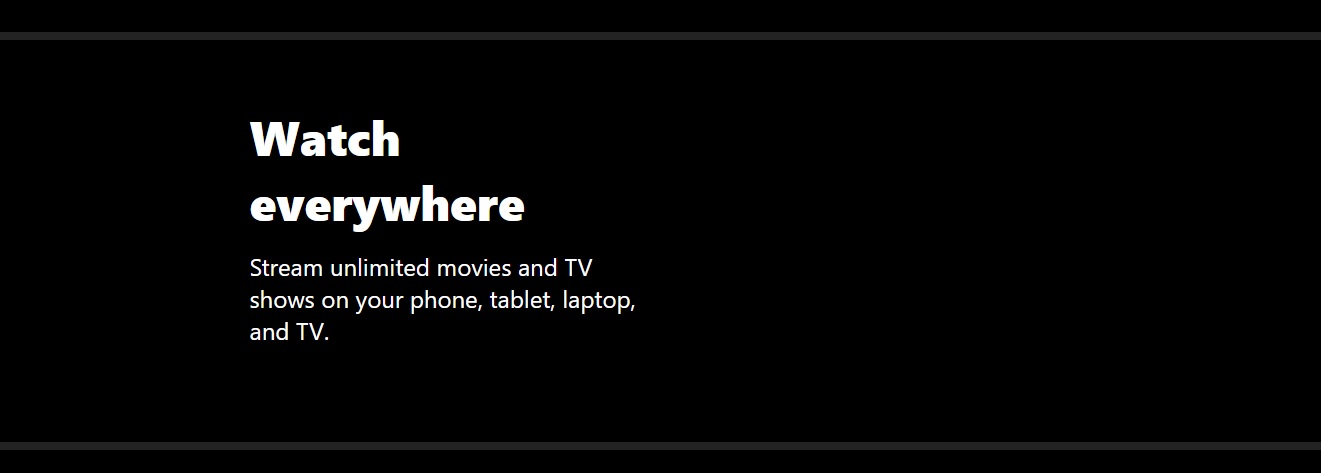 Watch
everywhere
Stream unlimited movies and TV
shows on your phone, tablet, laptop,
and TV.